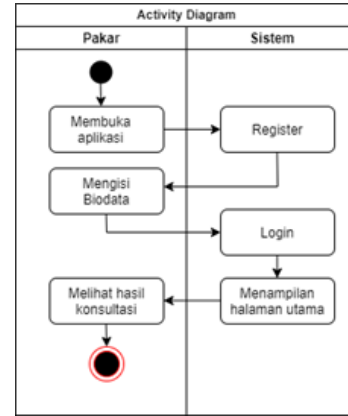 Activity Diagram
Pakar
Sistem
Membuka
aplikasi
Register
Mengisi
Biodata
Login
Menampilan
halaman utama
Melihat hasil
konsultasi